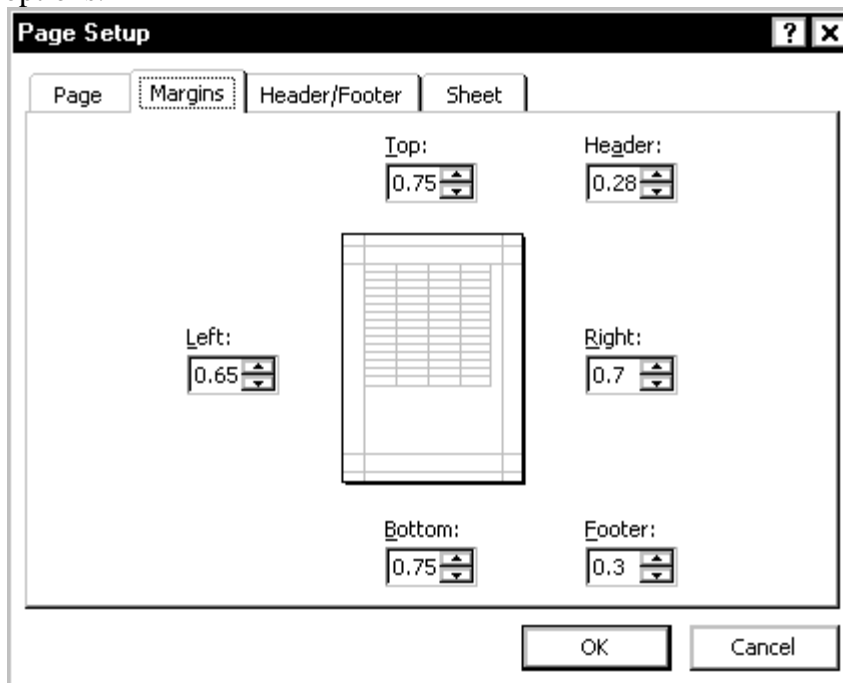 Page Setup ? X
Page Margins Header/Footer Sheet
Top: Header:
0.75 0.28
Left: Right:
0.65 0.7
Bottom: Footer:
0.75 0.3
OK Cancel